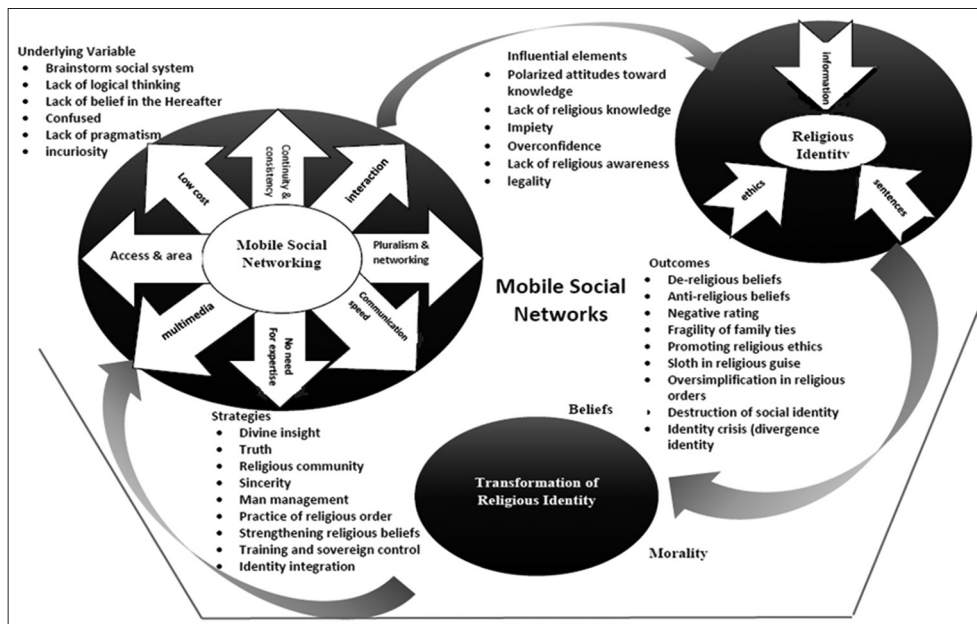 Underlying Variable
Brainstorm social system
Lack of logical thinking
Lack of belief in the Hereafter
Confused
Lack of pragmatism
incuriosity
Continuity &
consistency
interaction
Pluralism &
networking
Communication
speed
No need
For expertise
multimedia
Access & area
Low cost
Mobile Social
Networking
Influential elements
Polarized attitudes toward
knowledge
Lack of religious knowledge
Impiety
Overconfidence
Lack of religious awareness
legality
information
Religious
Identity
ethics
sentences
Mobile Social
Networks
Outcomes
De-religious beliefs
Anti-religious beliefs
Negative rating
Fragility of family ties
Promoting religious ethics
Sloth in religious guise
Oversimplification in religious
orders
Destruction of social identity
Identity crisis (divergence
identity
Beliefs
Transformation of
Religious Identity
Morality
Strategies
Divine insight
Truth
Religious community
Sincerity
Man management
Practice of religious order
Strengthening religious beliefs
Training and sovereign control
Identity integration